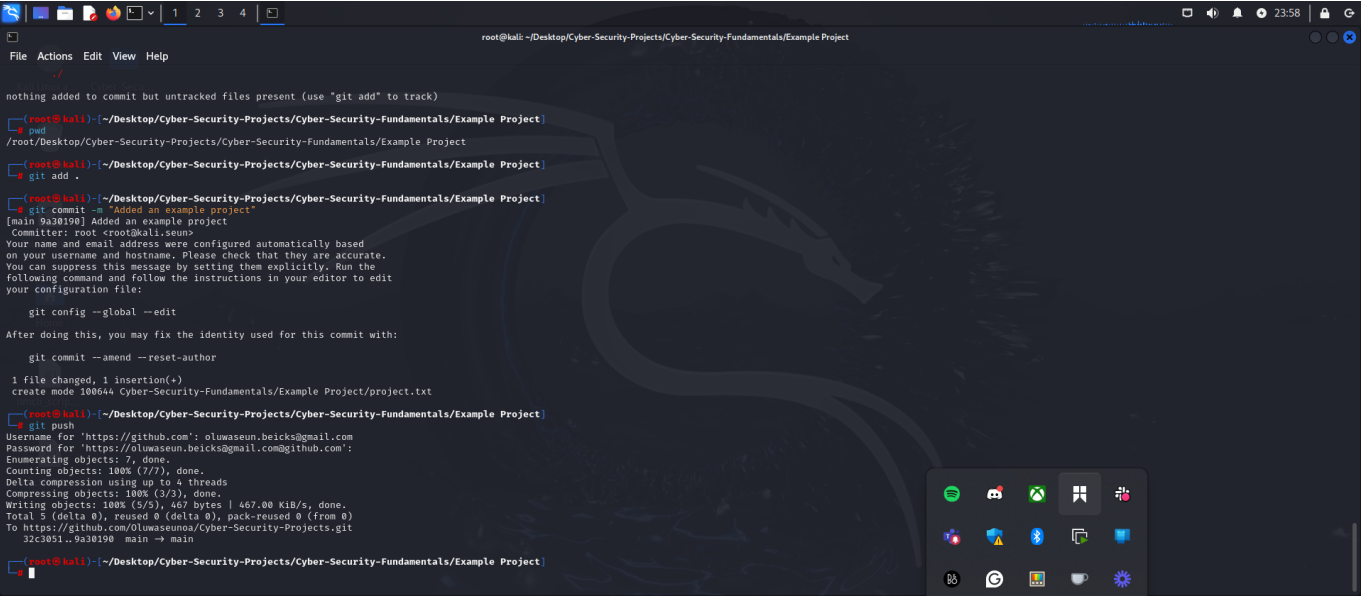 1 2 3 4
23:58
root@kali: ~/Desktop/Cyber-Security-Projects/Cyber-Security-Fundamentals/Example Project
File Actions Edit View Help
./
nothing added to commit but untracked files present (use "git add" to track)
┌──(root㉿kali)-[~/Desktop/Cyber-Security-Projects/Cyber-Security-Fundamentals/Example Project]
└─# pwd
/root/Desktop/Cyber-Security-Projects/Cyber-Security-Fundamentals/Example Project
┌──(root㉿kali)-[~/Desktop/Cyber-Security-Projects/Cyber-Security-Fundamentals/Example Project]
└─# git add .
┌──(root㉿kali)-[~/Desktop/Cyber-Security-Projects/Cyber-Security-Fundamentals/Example Project]
└─# git commit -m "Added an example project"
[main 9a30190] Added an example project
Committer: root <root@kali.seun>
Your name and email address were configured automatically based
on your username and hostname. Please check that they are accurate.
You can suppress this message by setting them explicitly. Run the
following command and follow the instructions in your editor to edit
your configuration file:
git config --global --edit
After doing this, you may fix the identity used for this commit with:
git commit --amend --reset-author
1 file changed, 1 insertion(+)
create mode 100644 Cyber-Security-Fundamentals/Example Project/project.txt
┌──(root㉿kali)-[~/Desktop/Cyber-Security-Projects/Cyber-Security-Fundamentals/Example Project]
└─# git push
Username for 'https://github.com': oluwaseun.beicks@gmail.com
Password for 'https://oluwaseun.beicks@gmail.com@github.com':
Enumerating objects: 7, done.
Counting objects: 100% (7/7), done.
Delta compression using up to 4 threads
Compressing objects: 100% (3/3), done.
Writing objects: 100% (5/5), 467 bytes | 467.00 KiB/s, done.
Total 5 (delta 0), reused 0 (delta 0), pack-reused 0 (from 0)
To https://github.com/Oluwaseunoa/Cyber-Security-Projects.git
32c3051..9a30190 main -> main
┌──(root㉿kali)-[~/Desktop/Cyber-Security-Projects/Cyber-Security-Fundamentals/Example Project]
└─#